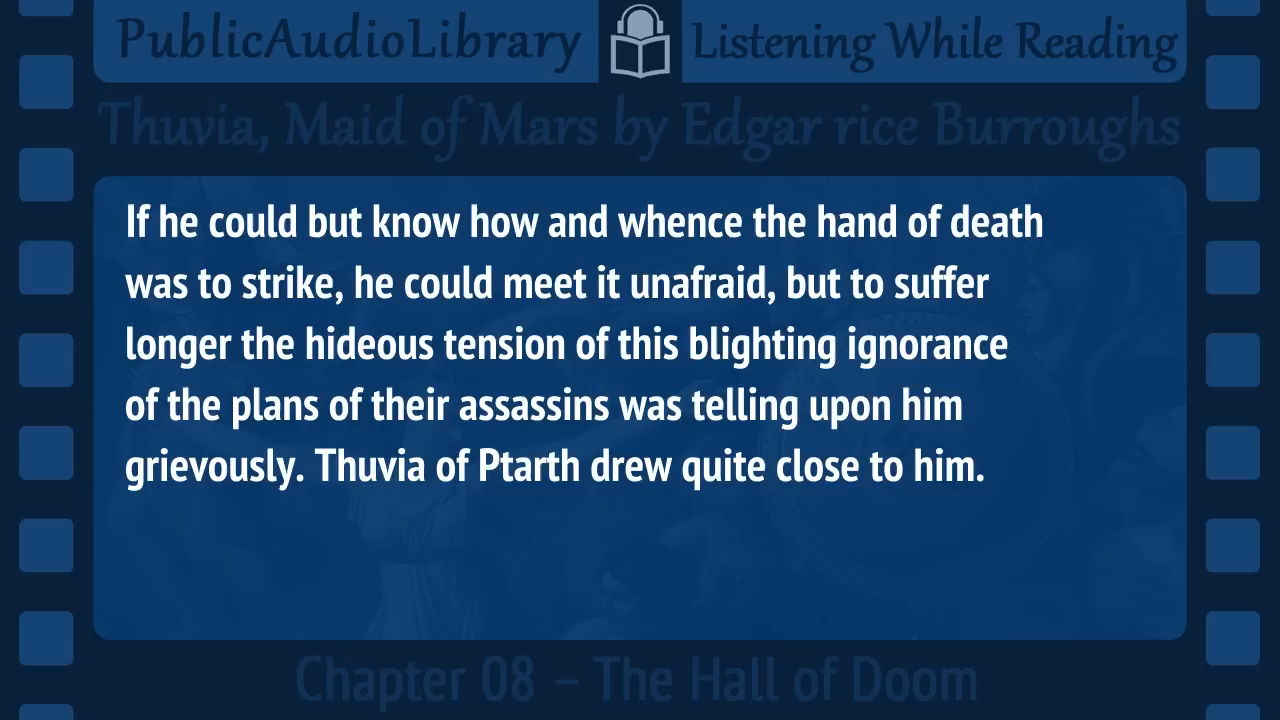 PublicAudioLibrary Listening While Reading
Thuvia, Maid of Mars by Edgar rice Burroughs
If he could but know how and whence the hand of death
was to strike, he could meet it unafraid, but to suffer
longer the hideous tension of this blighting ignorance
of the plans of their assassins was telling upon him
grievously. Thuvia of Ptarth drew quite close to him.
Chapter 08 – The Hall of Doom